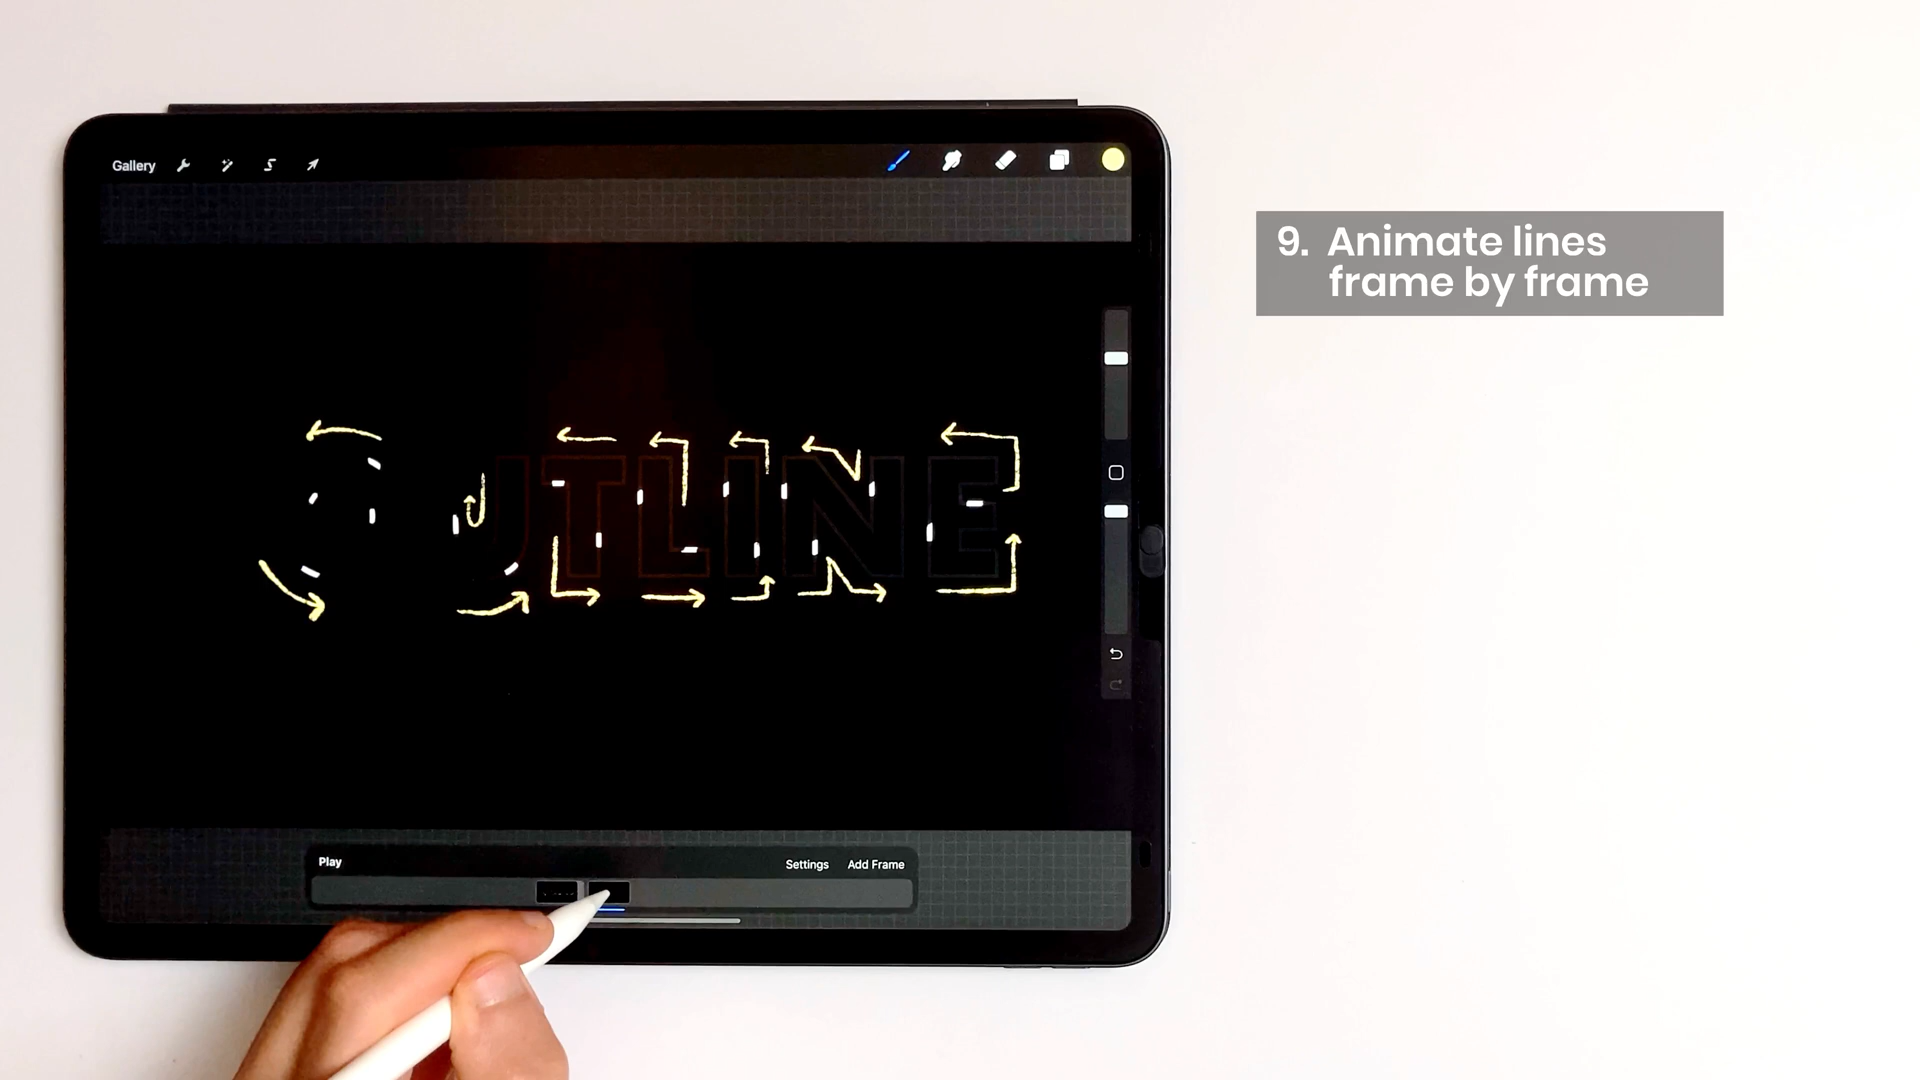 Gallery
9. Animate lines
frame by frame
UTLINE
Play
Settings
Add Frame